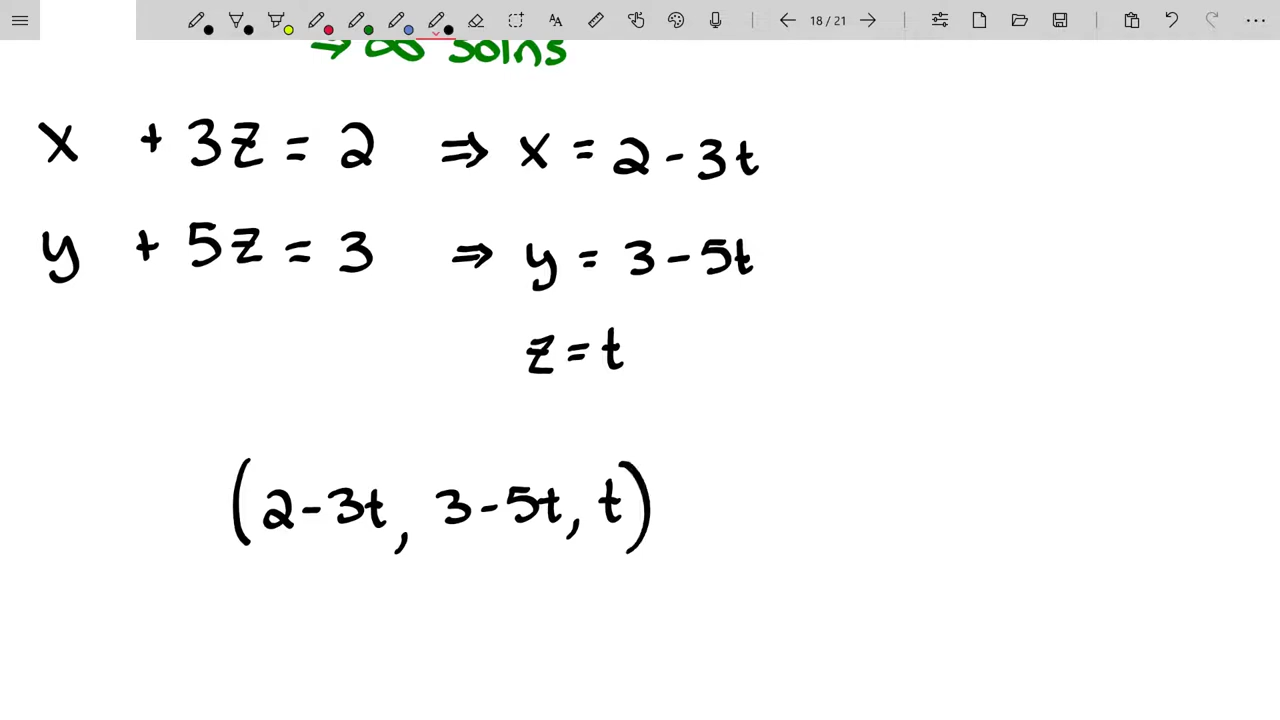 18 / 21
→ ∞ Solns
x + 3z = 2 ⇒ x = 2 - 3t
y + 5z = 3 ⇒ y = 3 - 5t
z = t
(2 - 3t, 3 - 5t, t)